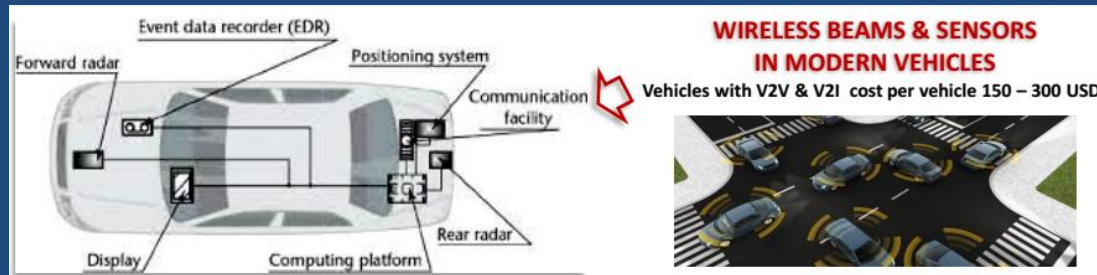 Event data recorder (EDR)
Forward radar
Positioning system
Communication
facility
Rear radar
Display
Computing platform
WIRELESS BEAMS & SENSORS
IN MODERN VEHICLES
Vehicles with V2V & V2I cost per vehicle 150 – 300 USD